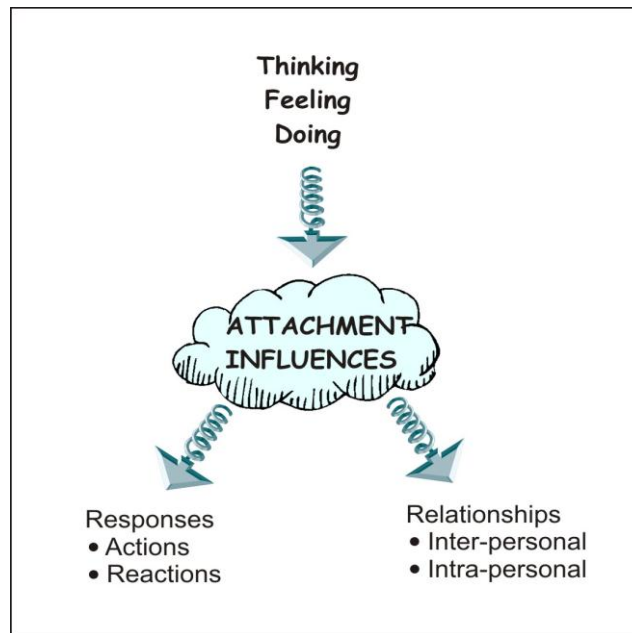 Thinking
Feeling
Doing
ATTACHMENT
INFLUENCES
Responses
• Actions
• Reactions
Relationships
• Inter-personal
• Intra-personal